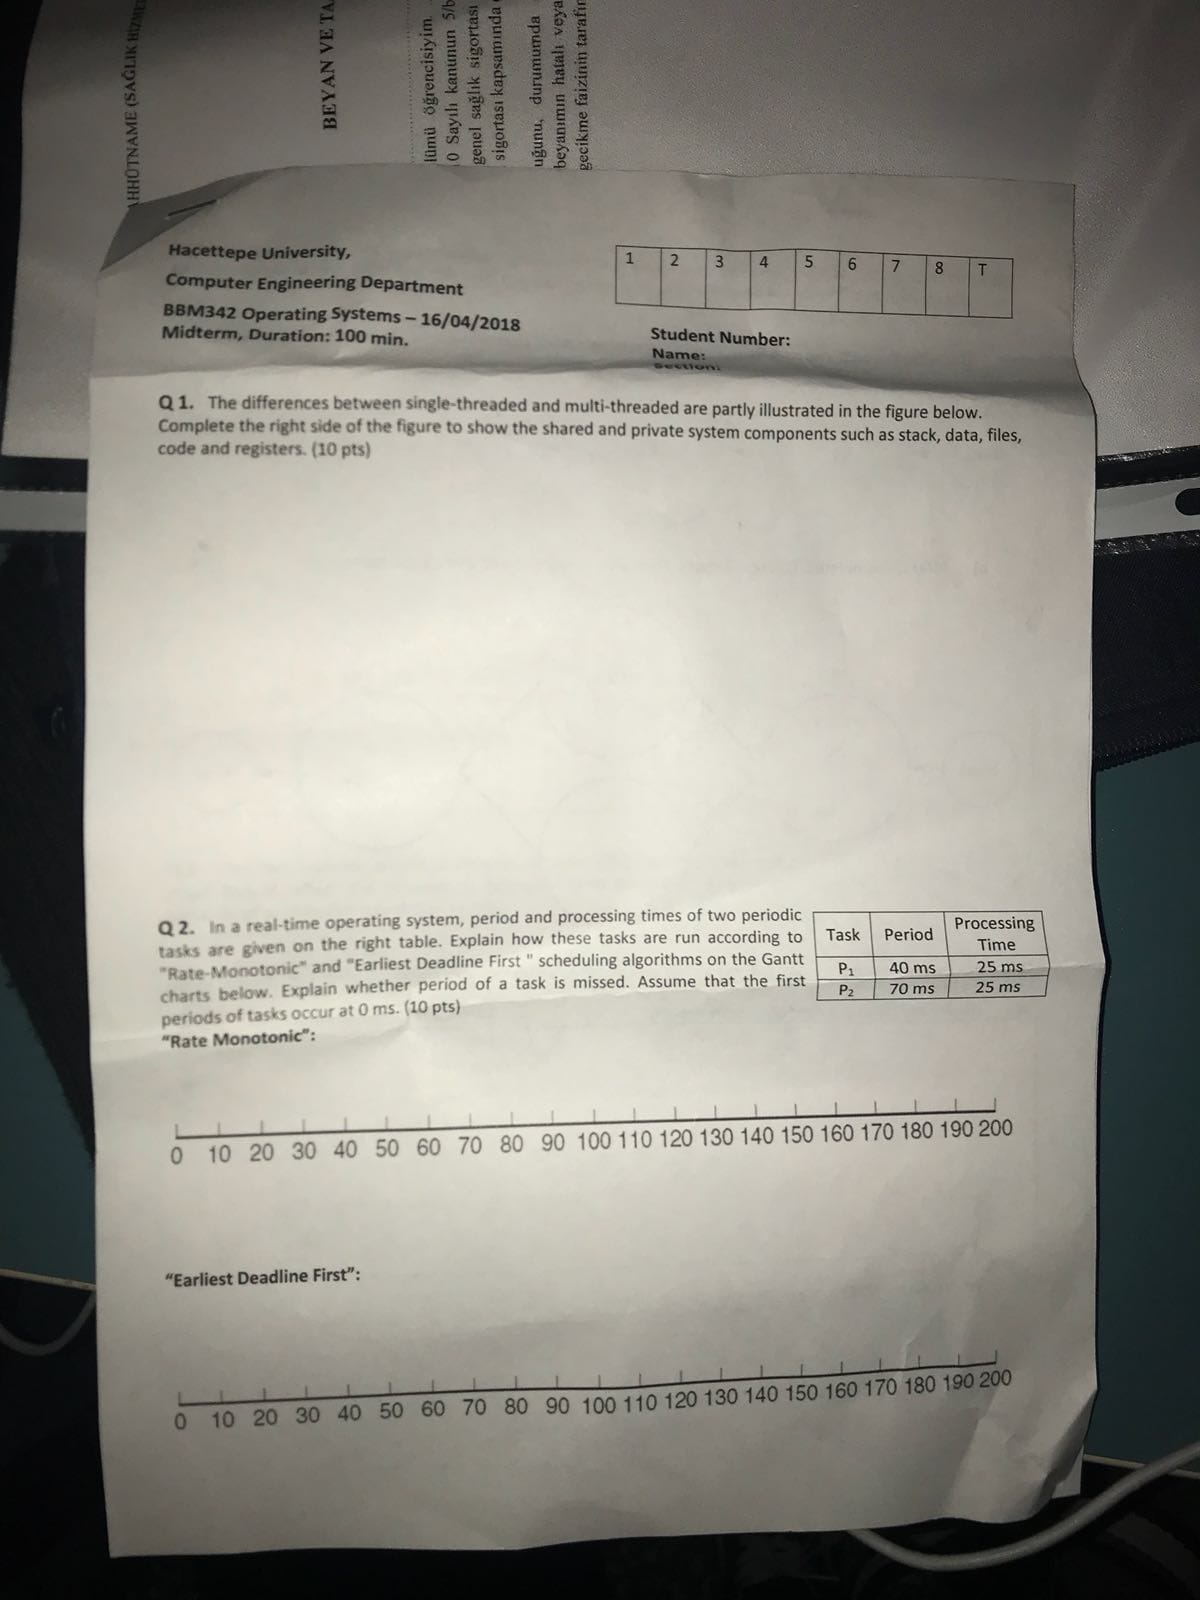 AHHÜTNAME (SAĞLIK HİZMET
BEYAN VE TA
lümü öğrencisiyim.
0 Sayılı kanunun 5/b
genel sağlık sigortası
sigortası kapsamında
uğunu, durumumda
beyanımın hatalı veya
gecikme faizinin tarafım
Hacettepe University,
Computer Engineering Department
BBM342 Operating Systems – 16/04/2018
Midterm, Duration: 100 min.
1 2 3 4 5 6 7 8 T
Student Number:
Name:
Section:
Q 1. The differences between single-threaded and multi-threaded are partly illustrated in the figure below.
Complete the right side of the figure to show the shared and private system components such as stack, data, files,
code and registers. (10 pts)
Q 2. In a real-time operating system, period and processing times of two periodic
tasks are given on the right table. Explain how these tasks are run according to
"Rate-Monotonic" and "Earliest Deadline First " scheduling algorithms on the Gantt
charts below. Explain whether period of a task is missed. Assume that the first
periods of tasks occur at 0 ms. (10 pts)
Task Period Processing
Time
P1 40 ms 25 ms
P2 70 ms 25 ms
“Rate Monotonic”:
0 10 20 30 40 50 60 70 80 90 100 110 120 130 140 150 160 170 180 190 200
“Earliest Deadline First”:
0 10 20 30 40 50 60 70 80 90 100 110 120 130 140 150 160 170 180 190 200